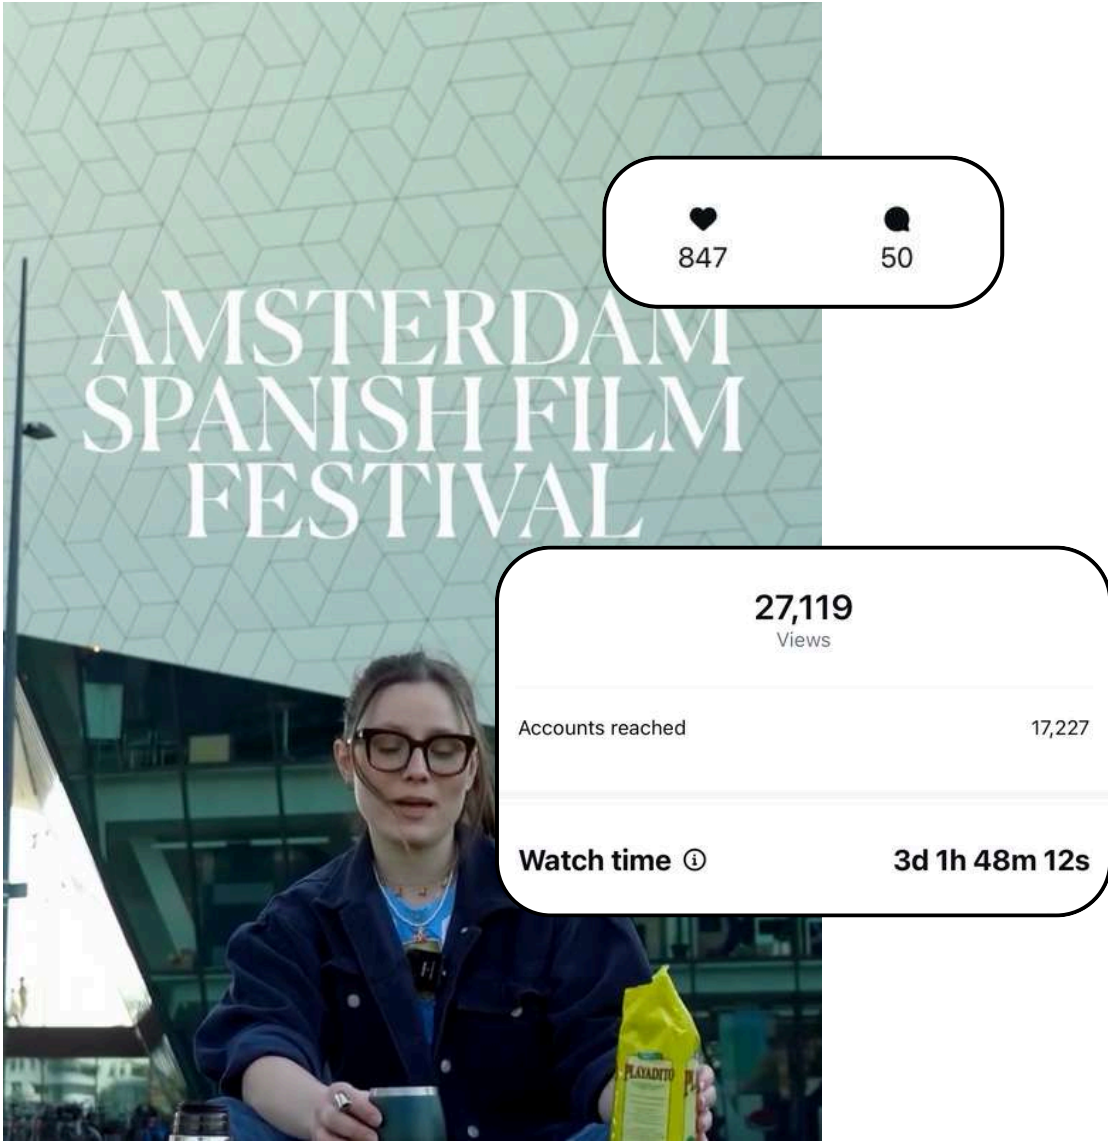 847
50
AMSTERDAM
SPANISH FILM
FESTIVAL
27,119
Views
Accounts reached
17,227
Watch time
3d 1h 48m 12s
H
PLAYADITO